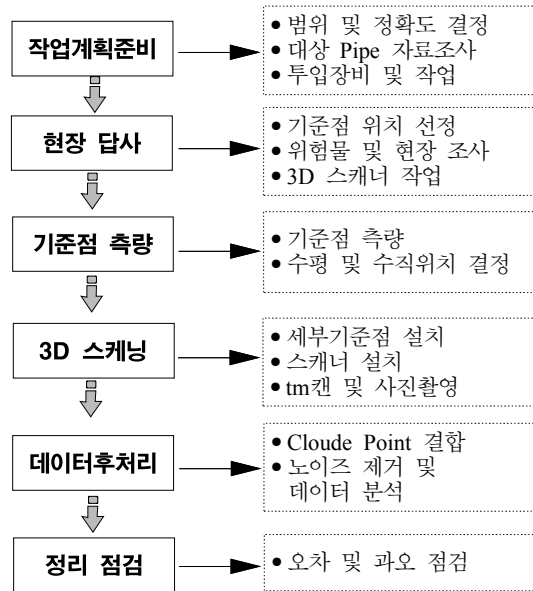 작업계획준비
• 범위 및 정확도 결정
• 대상 Pipe 자료조사
• 투입장비 및 작업
현장 답사
• 기준점 위치 선정
• 위험물 및 현장 조사
• 3D 스캐너 작업
기준점 측량
• 기준점 측량
• 수평 및 수직위치 결정
3D 스케닝
• 세부기준점 설치
• 스캐너 설치
• tm캔 및 사진촬영
데이터후처리
• Cloude Point 결합
• 노이즈 제거 및
데이터 분석
정리 점검
• 오차 및 과오 점검